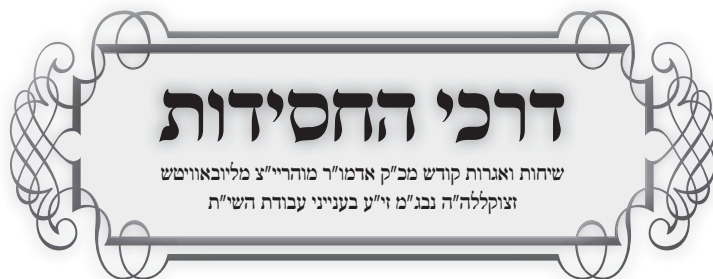 דרכי החסידות
שיחות ואגרות קודש מכ"ק אדמו"ר מוהריי"צ מליובאוויטש
זצוקללה"ה נבג"מ זי"ע בענייני עבודת השי"ת